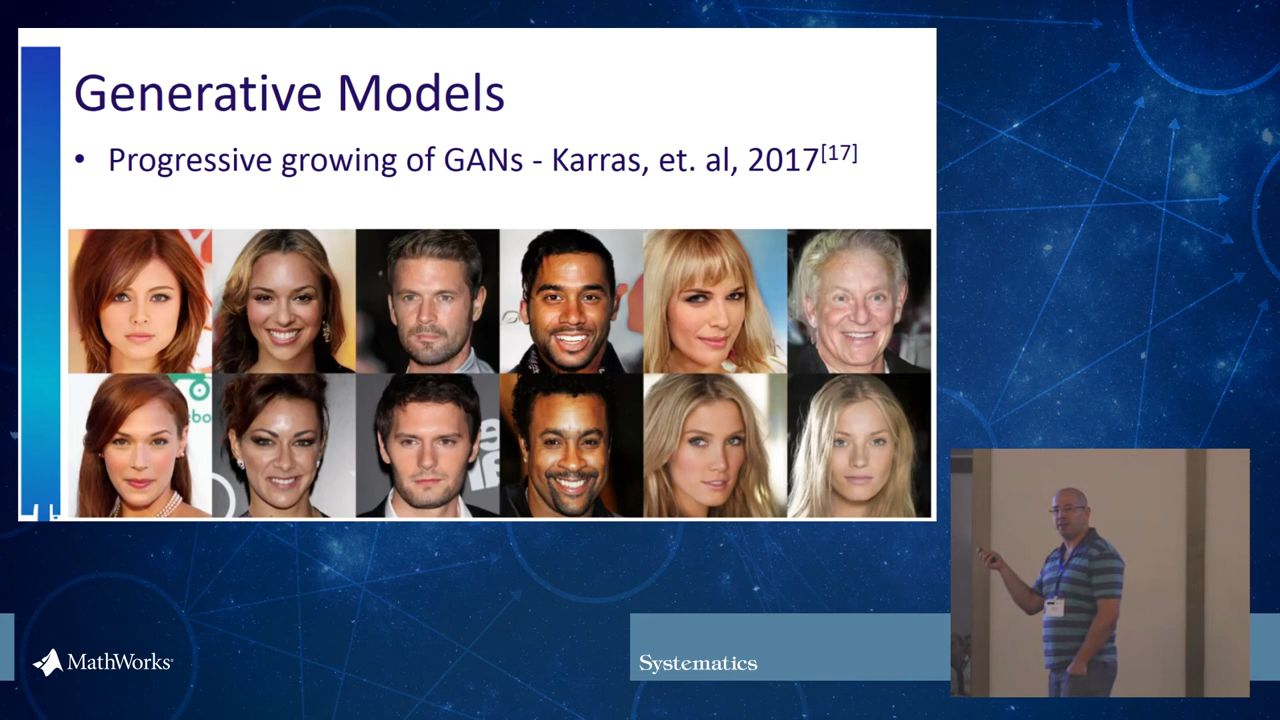 Generative Models
• Progressive growing of GANs - Karras, et. al, 2017[17]
MathWorks®
Systematics